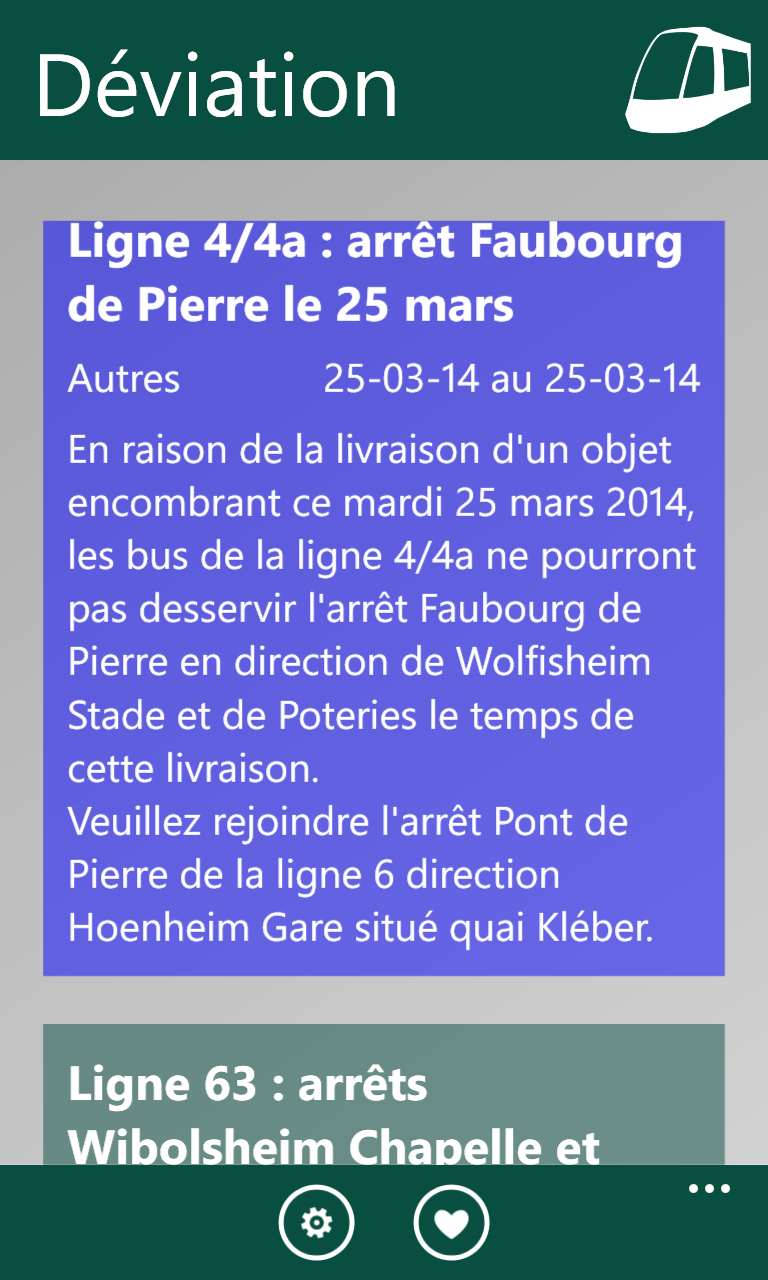 Déviation
Ligne 4/4a : arrêt Faubourg
de Pierre le 25 mars
Autres 25-03-14 au 25-03-14
En raison de la livraison d'un objet
encombrant ce mardi 25 mars 2014,
les bus de la ligne 4/4a ne pourront
pas desservir l'arrêt Faubourg de
Pierre en direction de Wolfisheim
Stade et de Poteries le temps de
cette livraison.
Veuillez rejoindre l'arrêt Pont de
Pierre de la ligne 6 direction
Hoenheim Gare situé quai Kléber.
Ligne 63 : arrêts
Wibolsheim Chapelle et